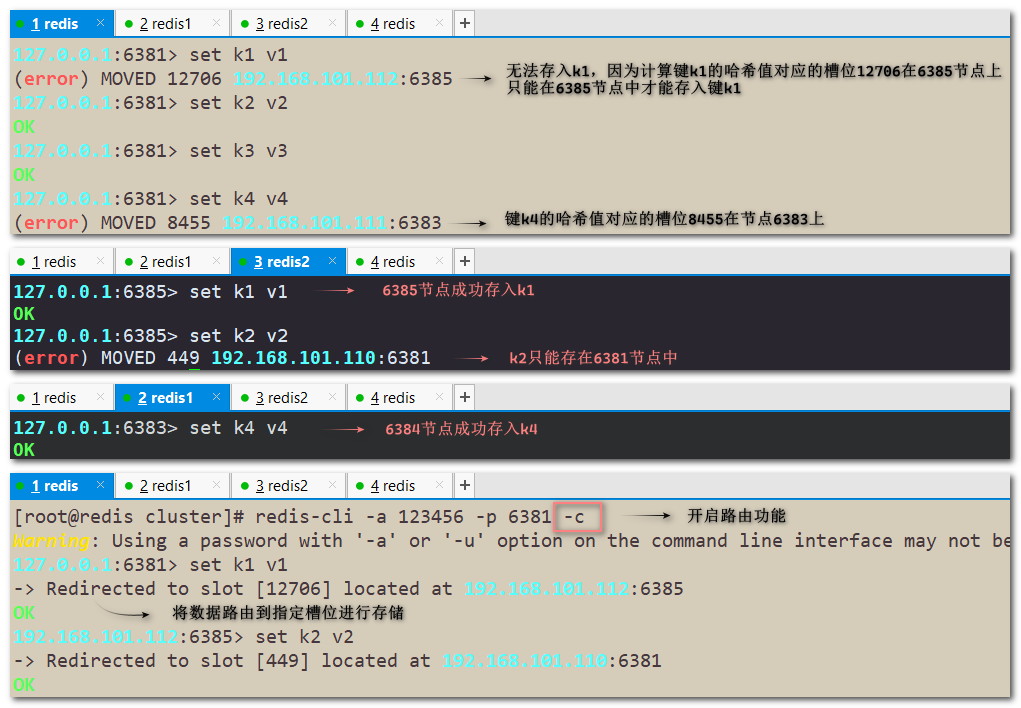 1 redis × 2 redis1 × 3 redis2 × 4 redis × +
127.0.0.1:6381> set k1 v1
(error) MOVED 12706 192.168.101.112:6385
无法存入k1，因为计算键k1的哈希值对应的槽位12706在6385节点上
只能在6385节点中才能存入键k1
127.0.0.1:6381> set k2 v2
OK
127.0.0.1:6381> set k3 v3
OK
127.0.0.1:6381> set k4 v4
(error) MOVED 8455 192.168.101.111:6383
键k4的哈希值对应的槽位8455在节点6383上
1 redis × 2 redis1 × 3 redis2 × 4 redis × +
127.0.0.1:6385> set k1 v1
6385节点成功存入k1
OK
127.0.0.1:6385> set k2 v2
(error) MOVED 449 192.168.101.110:6381
k2只能存在6381节点中
1 redis × 2 redis1 × 3 redis2 × 4 redis × +
127.0.0.1:6383> set k4 v4
6384节点成功存入k4
OK
1 redis × 2 redis1 × 3 redis2 × 4 redis × +
[root@redis cluster]# redis-cli -a 123456 -p 6381 -c
开启路由功能
Warning: Using a password with '-a' or '-u' option on the command line interface may not be
127.0.0.1:6381> set k1 v1
-> Redirected to slot [12706] located at 192.168.101.112:6385
OK
将数据路由到指定槽位进行存储
192.168.101.112:6385> set k2 v2
-> Redirected to slot [449] located at 192.168.101.110:6381
OK